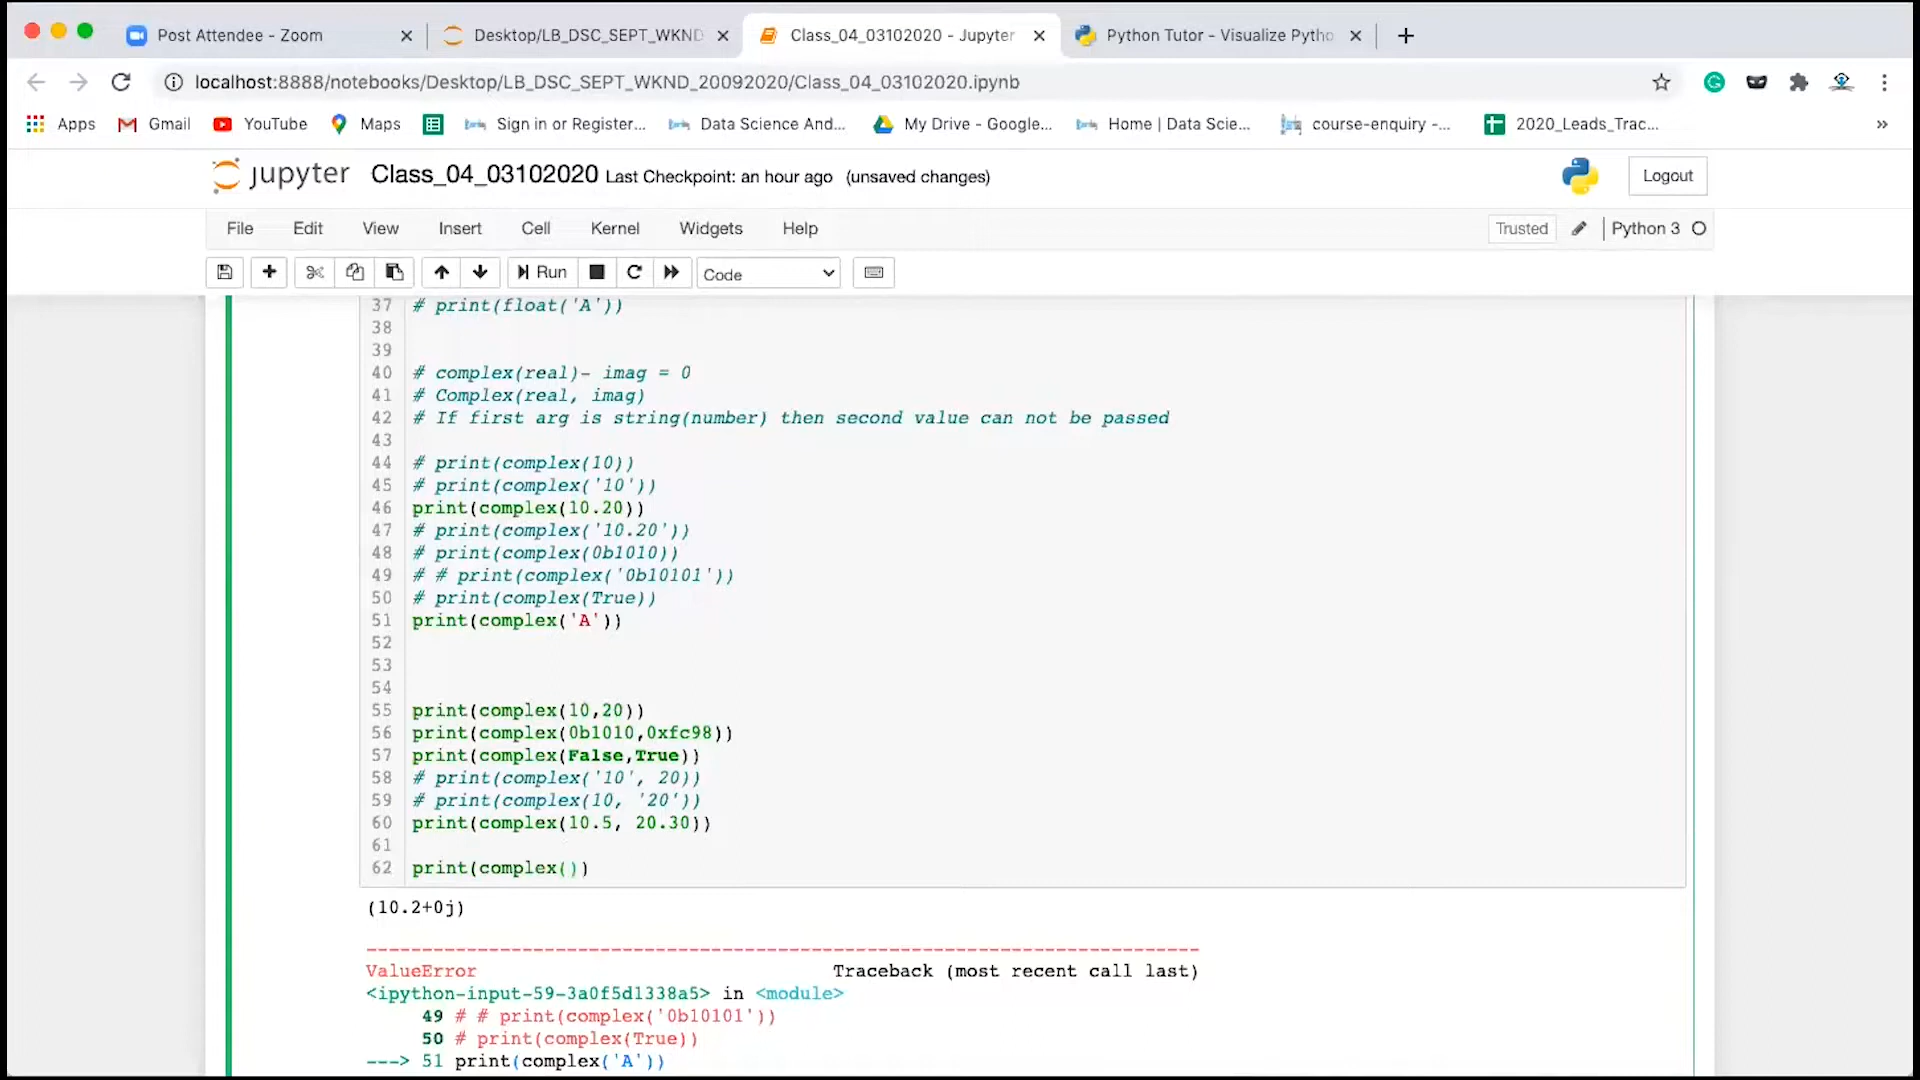 Post Attendee - Zoom
Desktop/LB_DSC_SEPT_WKND
Class_04_03102020 - Jupyter
Python Tutor - Visualize Pytho
localhost:8888/notebooks/Desktop/LB_DSC_SEPT_WKND_20092020/Class_04_03102020.ipynb
Apps Gmail YouTube Maps Sign in or Register... Data Science And... My Drive - Google... Home | Data Scie... course-enquiry -... 2020_Leads_Trac... »
jupyter Class_04_03102020 Last Checkpoint: an hour ago (unsaved changes) Logout
File Edit View Insert Cell Kernel Widgets Help Trusted Python 3
Run Code
37 # print(float('A'))
38
39
40 # complex(real)- imag = 0
41 # Complex(real, imag)
42 # If first arg is string(number) then second value can not be passed
43
44 # print(complex(10))
45 # print(complex('10'))
46 print(complex(10.20))
47 # print(complex('10.20'))
48 # print(complex(0b1010))
49 # # print(complex('0b10101'))
50 # print(complex(True))
51 print(complex('A'))
52
53
54
55 print(complex(10,20))
56 print(complex(0b1010,0xfc98))
57 print(complex(False,True))
58 # print(complex('10', 20))
59 # print(complex(10, '20'))
60 print(complex(10.5, 20.30))
61
62 print(complex())
(10.2+0j)
---------------------------------------------------------------------------
ValueError Traceback (most recent call last)
<ipython-input-59-3a0f5d1338a5> in <module>
49 # # print(complex('0b10101'))
50 # print(complex(True))
---> 51 print(complex('A'))